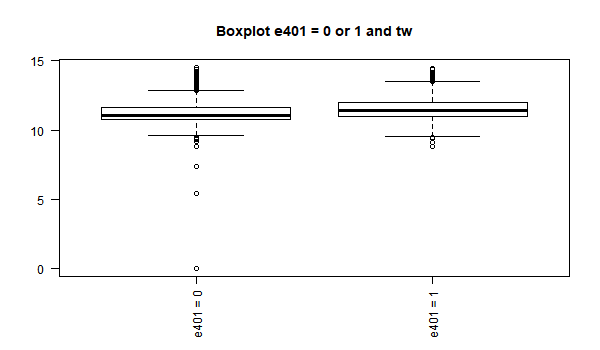 Boxplot e401 = 0 or 1 and tw
15
10
5
0
e401 = 0
e401 = 1